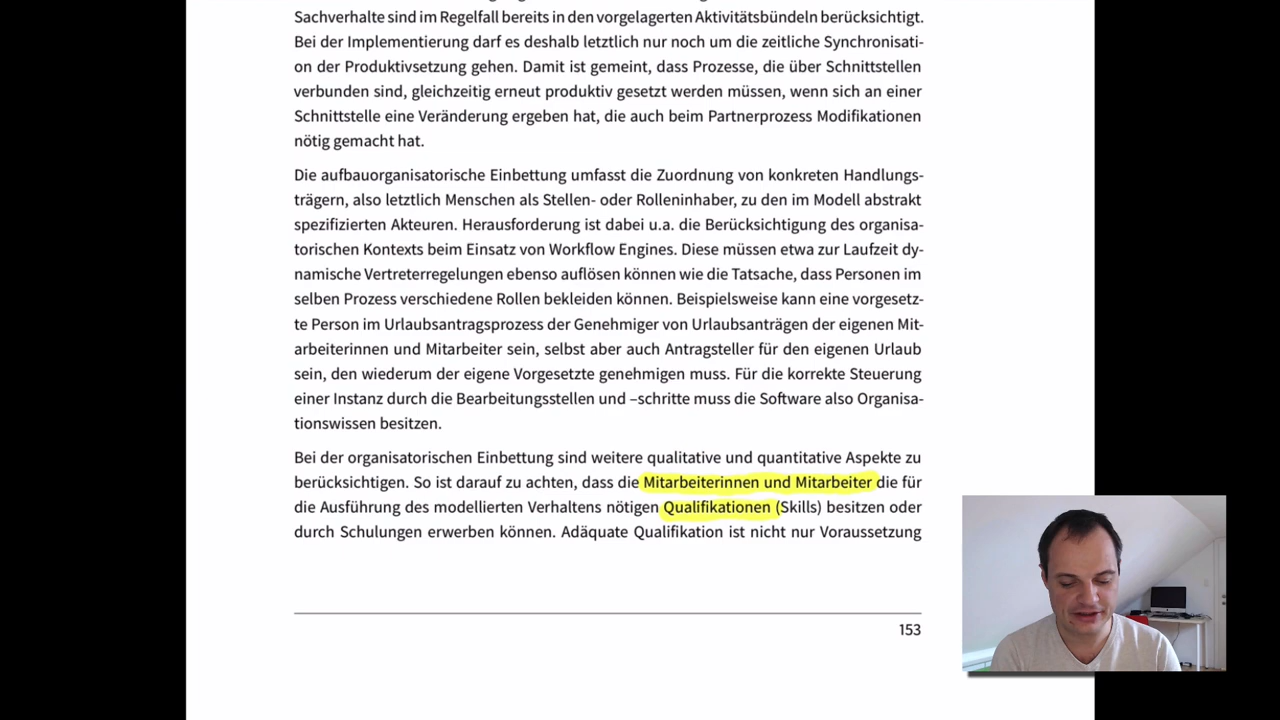 Sachverhalte sind im Regelfall bereits in den vorgelagerten Aktivitätsbündeln berücksichtigt.
Bei der Implementierung darf es deshalb letztlich nur noch um die zeitliche Synchronisati-
on der Produktivsetzung gehen. Damit ist gemeint, dass Prozesse, die über Schnittstellen
verbunden sind, gleichzeitig erneut produktiv gesetzt werden müssen, wenn sich an einer
Schnittstelle eine Veränderung ergeben hat, die auch beim Partnerprozess Modifikationen
nötig gemacht hat.
Die aufbauorganisatorische Einbettung umfasst die Zuordnung von konkreten Handlungs-
trägern, also letztlich Menschen als Stellen- oder Rolleninhaber, zu den im Modell abstrakt
spezifizierten Akteuren. Herausforderung ist dabei u.a. die Berücksichtigung des organisa-
torischen Kontexts beim Einsatz von Workflow Engines. Diese müssen etwa zur Laufzeit dy-
namische Vertreterregelungen ebenso auflösen können wie die Tatsache, dass Personen im
selben Prozess verschiedene Rollen bekleiden können. Beispielsweise kann eine vorgesetz-
te Person im Urlaubsantragsprozess der Genehmiger von Urlaubsanträgen der eigenen Mit-
arbeiterinnen und Mitarbeiter sein, selbst aber auch Antragsteller für den eigenen Urlaub
sein, den wiederum der eigene Vorgesetzte genehmigen muss. Für die korrekte Steuerung
einer Instanz durch die Bearbeitungsstellen und –schritte muss die Software also Organisa-
tionswissen besitzen.
Bei der organisatorischen Einbettung sind weitere qualitative und quantitative Aspekte zu
berücksichtigen. So ist darauf zu achten, dass die Mitarbeiterinnen und Mitarbeiter die für
die Ausführung des modellierten Verhaltens nötigen Qualifikationen (Skills) besitzen oder
durch Schulungen erwerben können. Adäquate Qualifikation ist nicht nur Voraussetzung
153